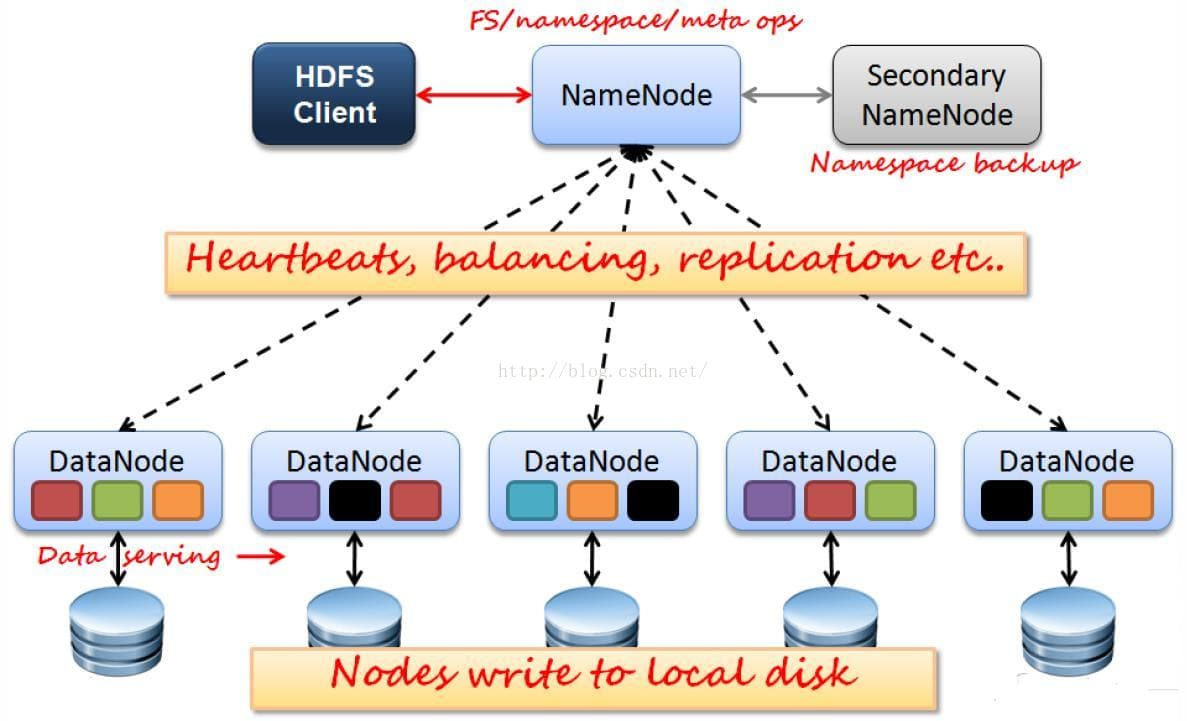 FS/namespace/meta ops
HDFS
Client
NameNode
Secondary
NameNode
Namespace backup
Heartbeats, balancing, replication etc..
http://blog.csdn.net/
DataNode
DataNode
DataNode
DataNode
DataNode
Data serving
Nodes write to local disk